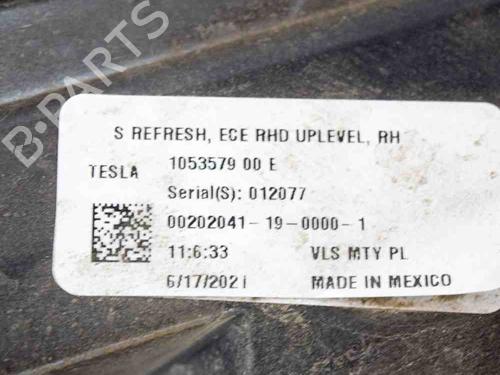 S REFRESH, ECE RHD UPLEVEL, RH
TESLA 1053579 00 E
Serial(S): 012077
00202041-19-0000-1
11:6:33 VLS MTY PL
6/17/2021 MADE IN MEXICO
B-PARTS